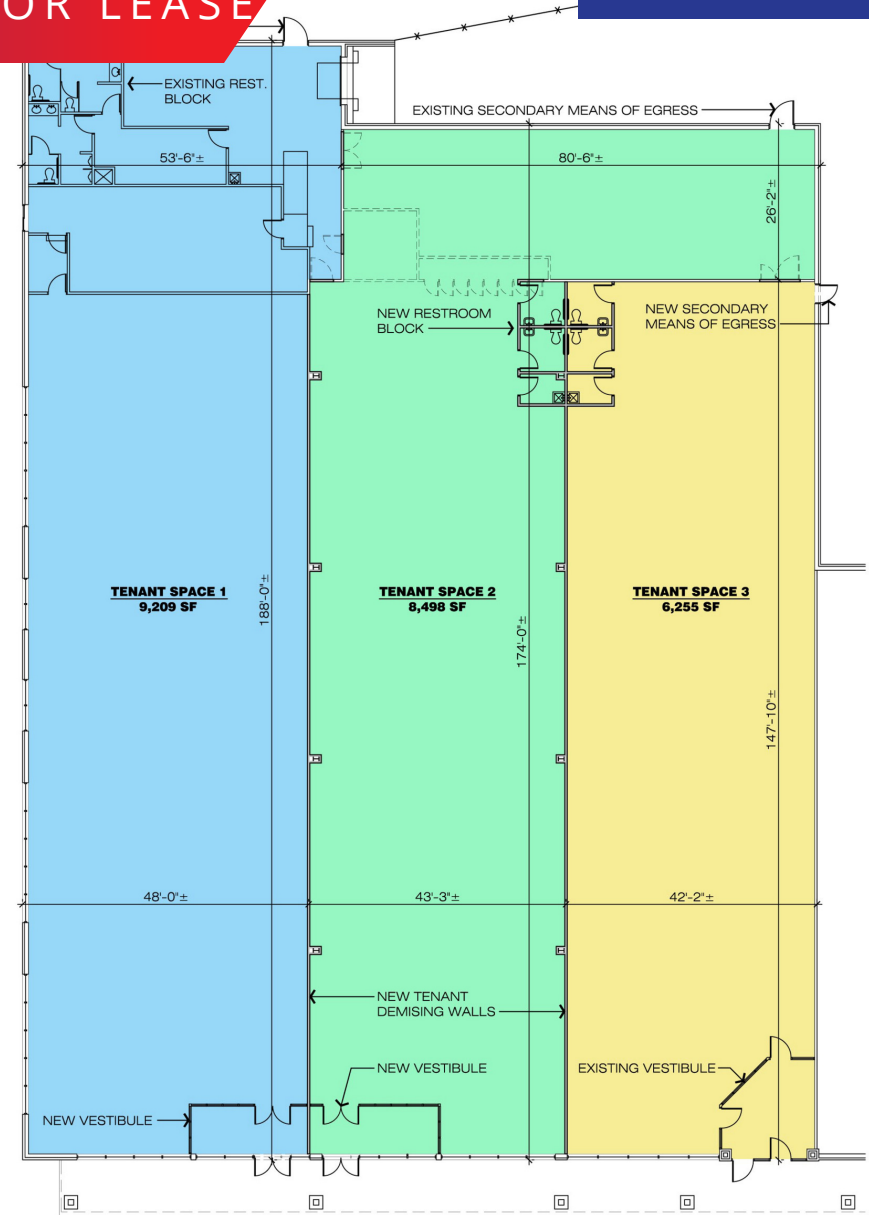 OR LEASE
EXISTING REST.
BLOCK
EXISTING SECONDARY MEANS OF EGRESS
53'-6"±
80'-6"±
26'-2"±
NEW RESTROOM
BLOCK
NEW SECONDARY
MEANS OF EGRESS
TENANT SPACE 1
9,209 SF
188'-0"±
TENANT SPACE 2
8,498 SF
174'-0"±
TENANT SPACE 3
6,255 SF
147'-10"±
48'-0"±
43'-3"±
42'-2"±
NEW TENANT
DEMISING WALLS
NEW VESTIBULE
EXISTING VESTIBULE
NEW VESTIBULE